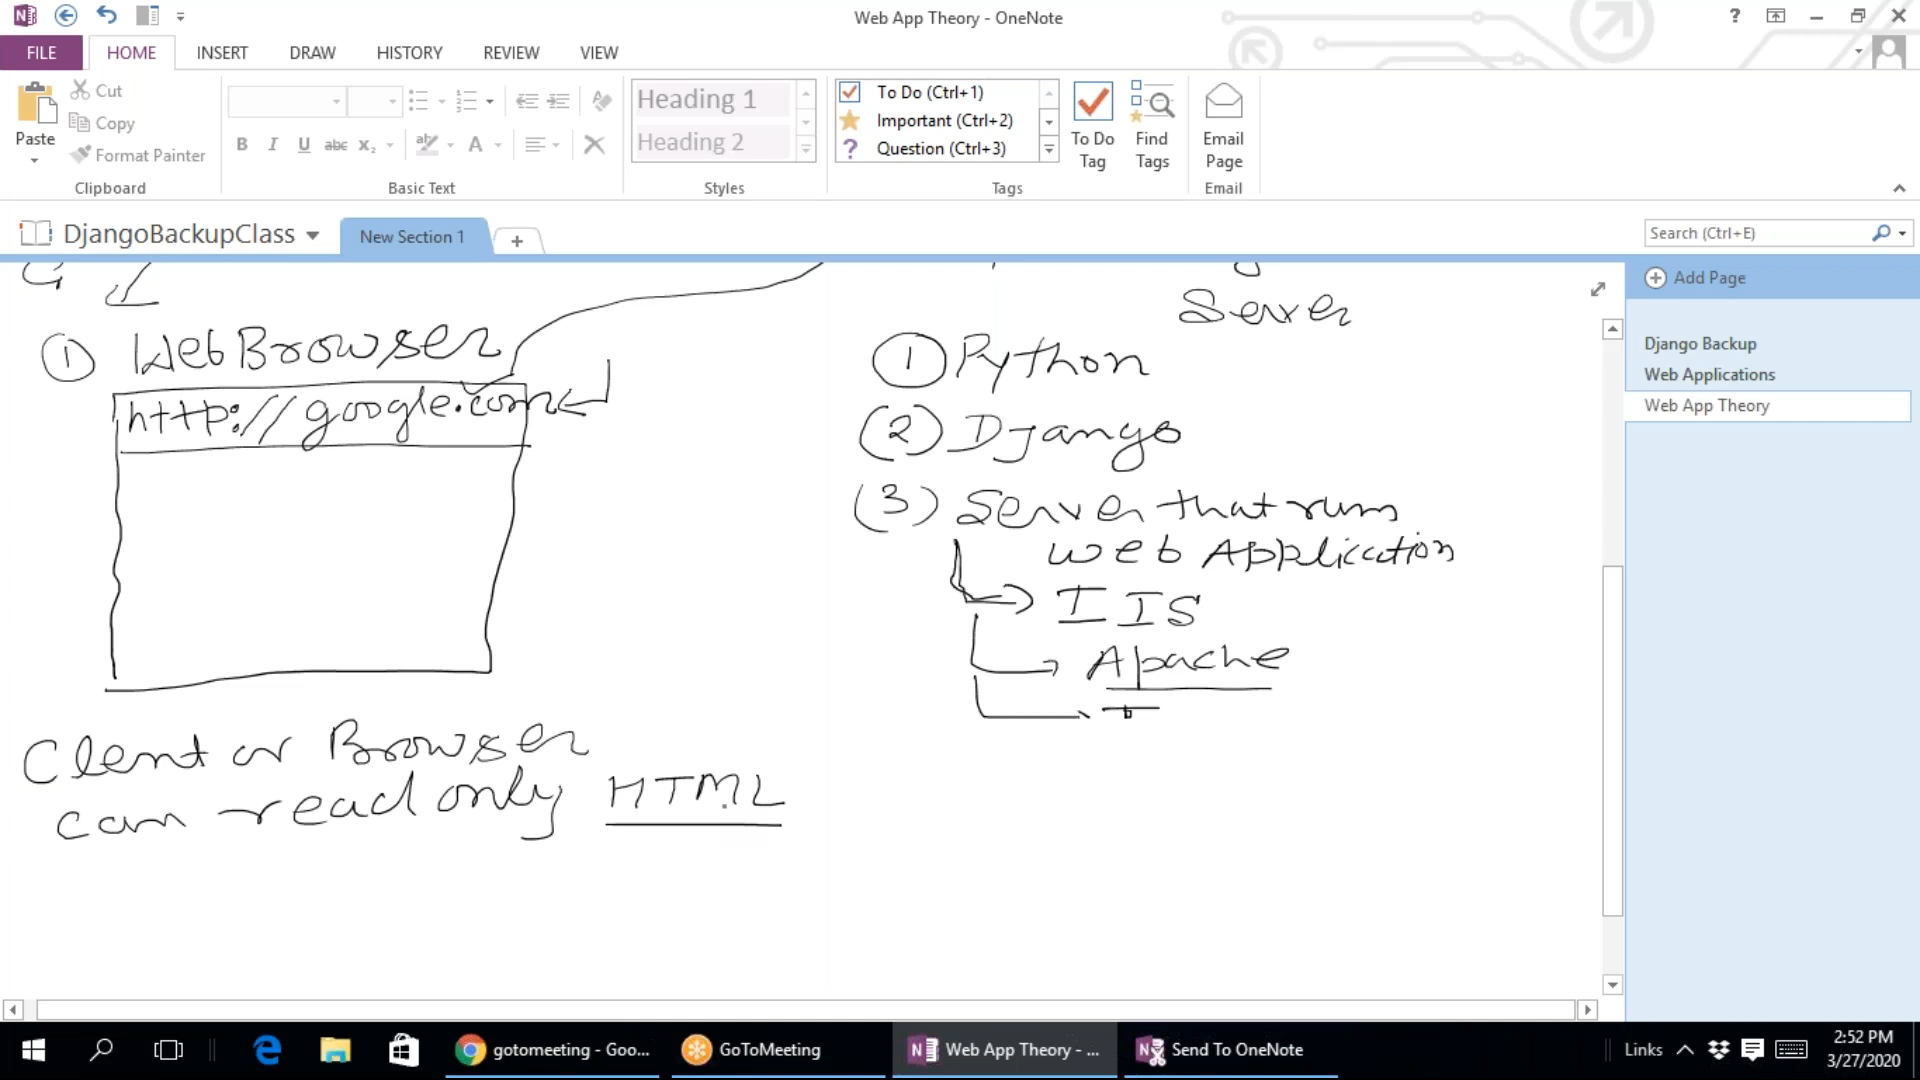 Web App Theory - OneNote
?
FILE
HOME
INSERT
DRAW
HISTORY
REVIEW
VIEW
Paste
Cut
Copy
Format Painter
Clipboard
B I U abc x₂ A
Basic Text
Heading 1
Heading 2
Styles
To Do (Ctrl+1)
Important (Ctrl+2)
Question (Ctrl+3)
Tags
To Do Tag
Find Tags
Email Page
Email
DjangoBackupClass
New Section 1
Search (Ctrl+E)
Add Page
Django Backup
Web Applications
Web App Theory
① WebBrowser
http://google.com
Client or Browser
can read only HTML
Server
① Python
(2) Django
(3) Server that runs
Web Application
IIS
Apache
gotomeeting - Goo...
GoToMeeting
Web App Theory - ...
Send To OneNote
Links
2:52 PM
3/27/2020